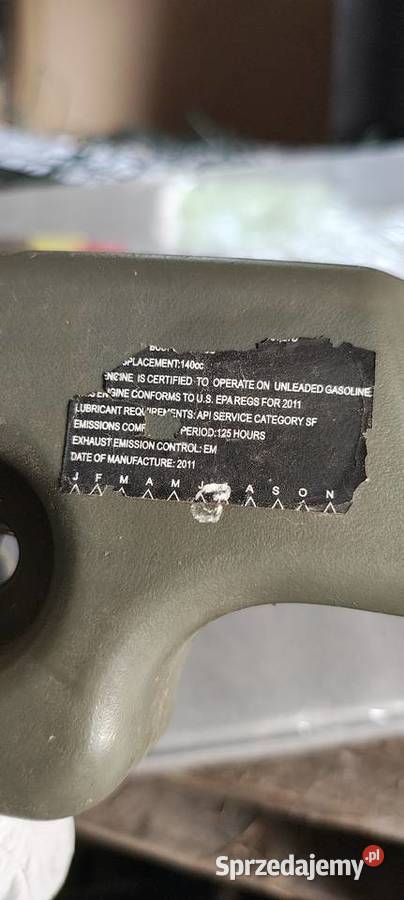 PLACEMENT:140cc
ENGINE IS CERTIFIED TO OPERATE ON UNLEADED GASOLINE
ENGINE CONFORMS TO U.S. EPA REGS FOR 2011
LUBRICANT REQUIREMENTS: API SERVICE CATEGORY SF
EMISSIONS COMP PERIOD:125 HOURS
EXHAUST EMISSION CONTROL: EM
DATE OF MANUFACTURE: 2011
J F M A M J A S O N
Sprzedajemy.pl